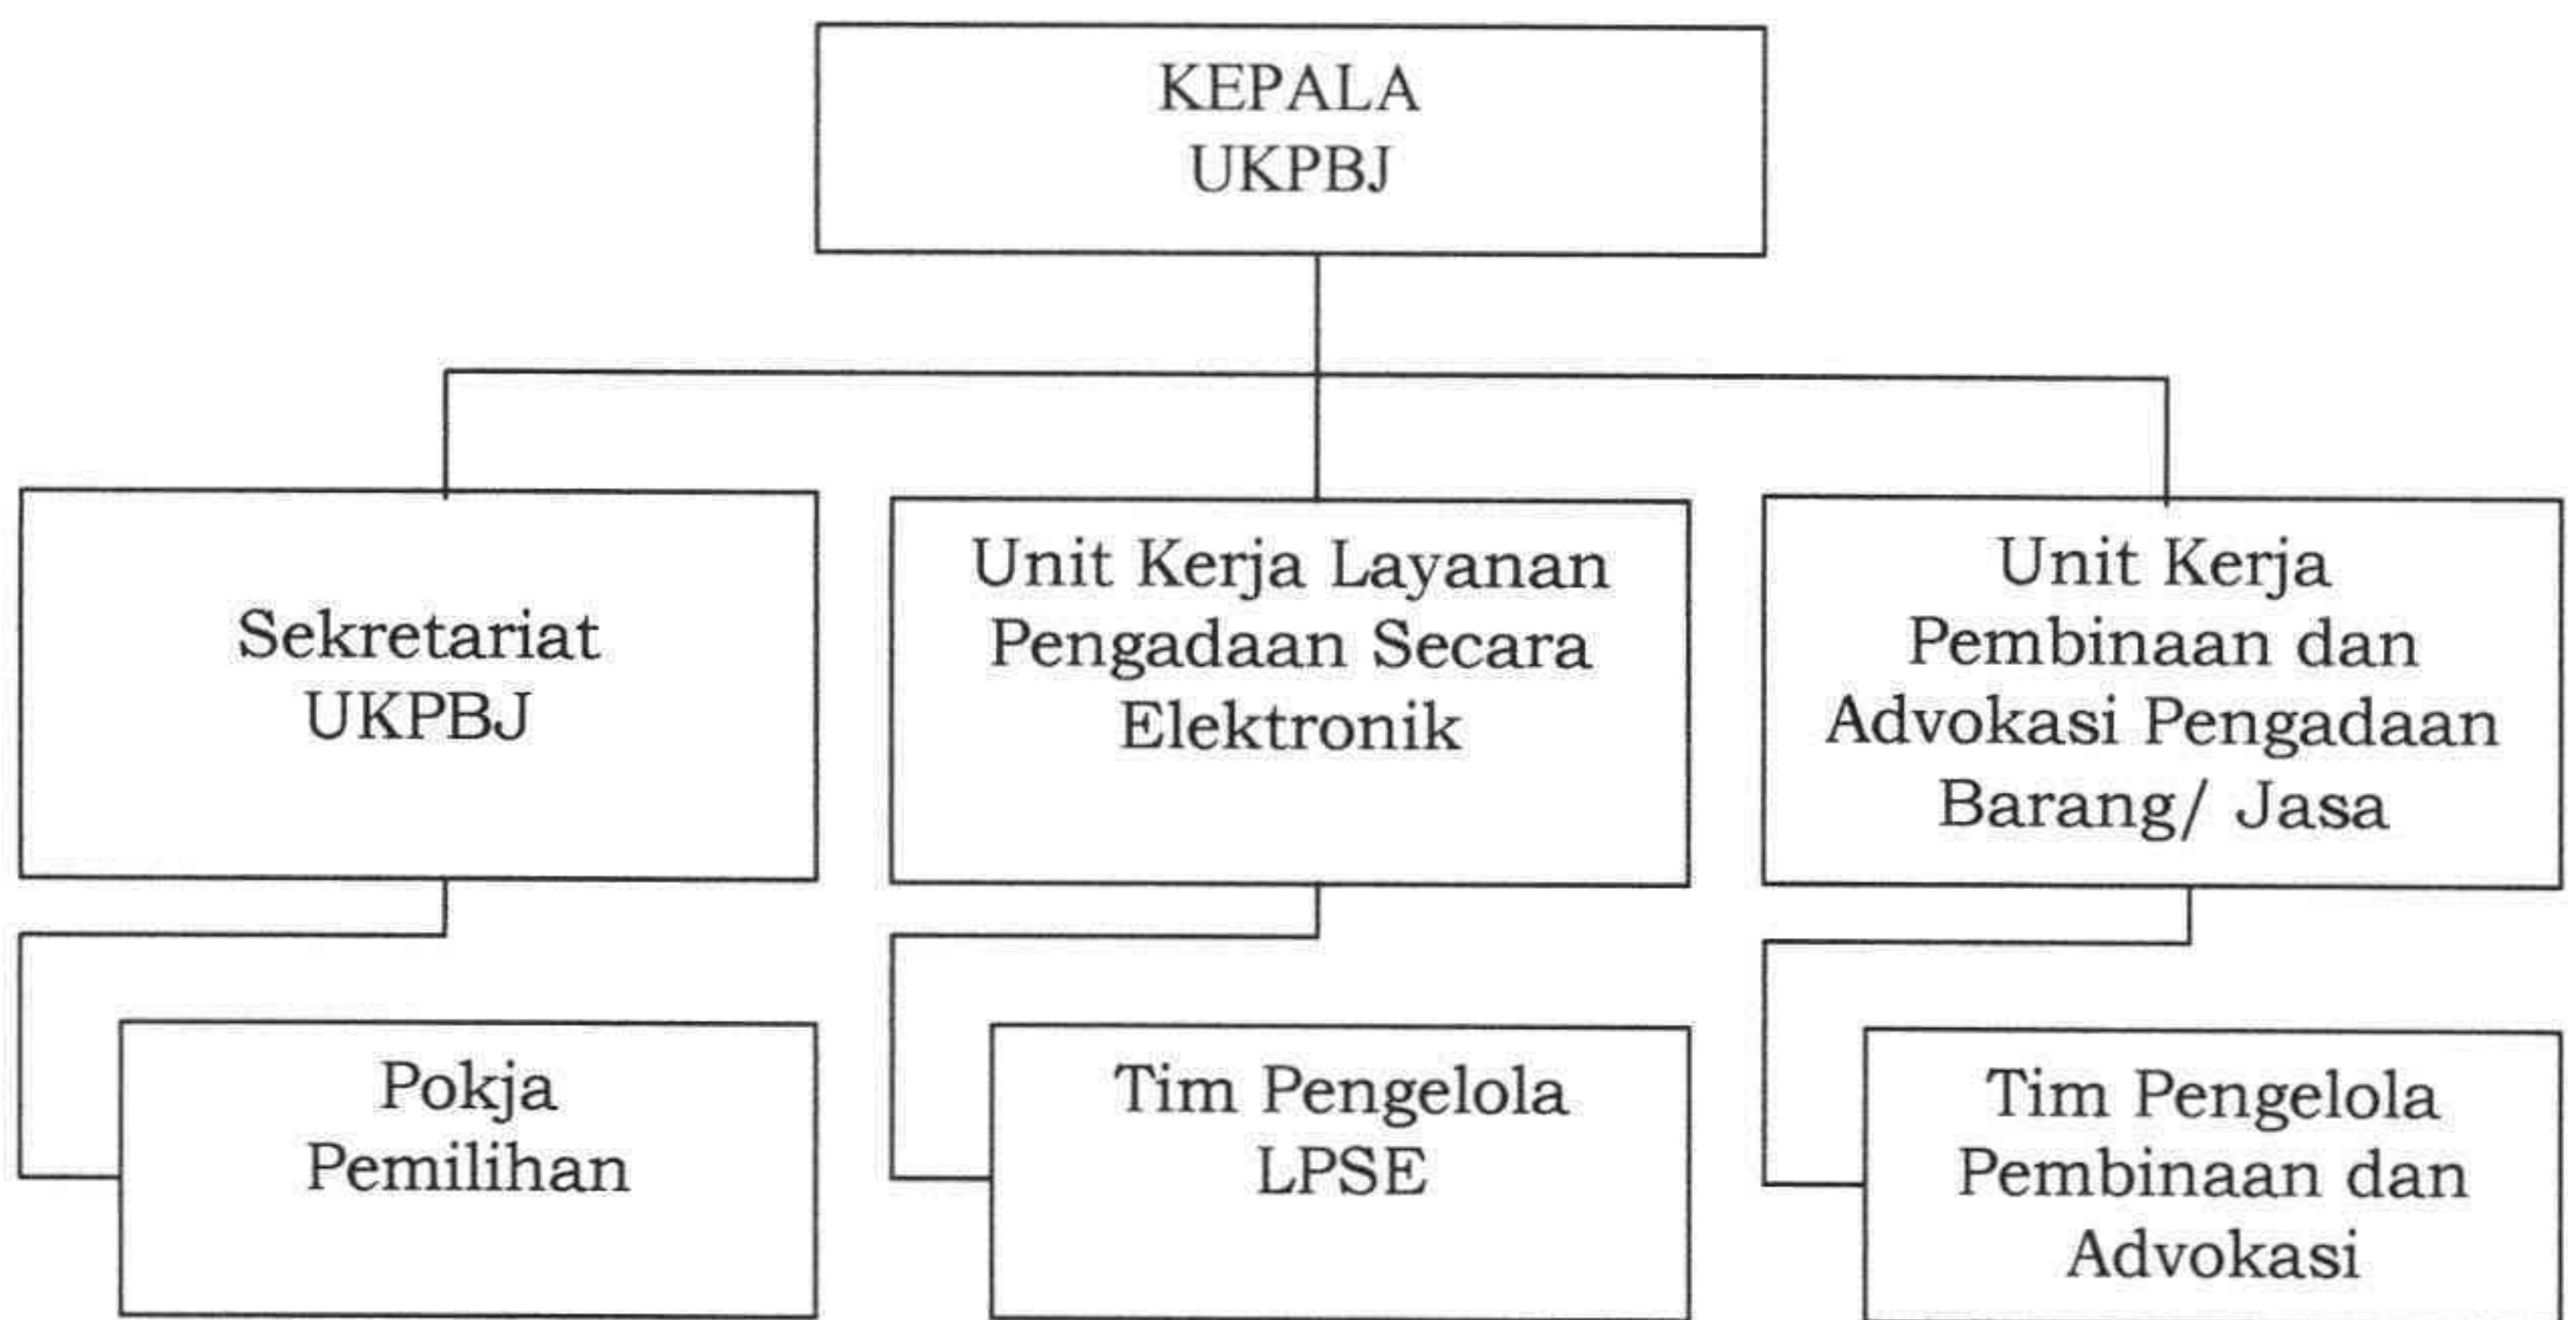 KEPALA
UKPBJ
Sekretariat
UKPBJ
Unit Kerja Layanan
Pengadaan Secara
Elektronik
Unit Kerja
Pembinaan dan
Advokasi Pengadaan
Barang/ Jasa
Pokja
Pemilihan
Tim Pengelola
LPSE
Tim Pengelola
Pembinaan dan
Advokasi